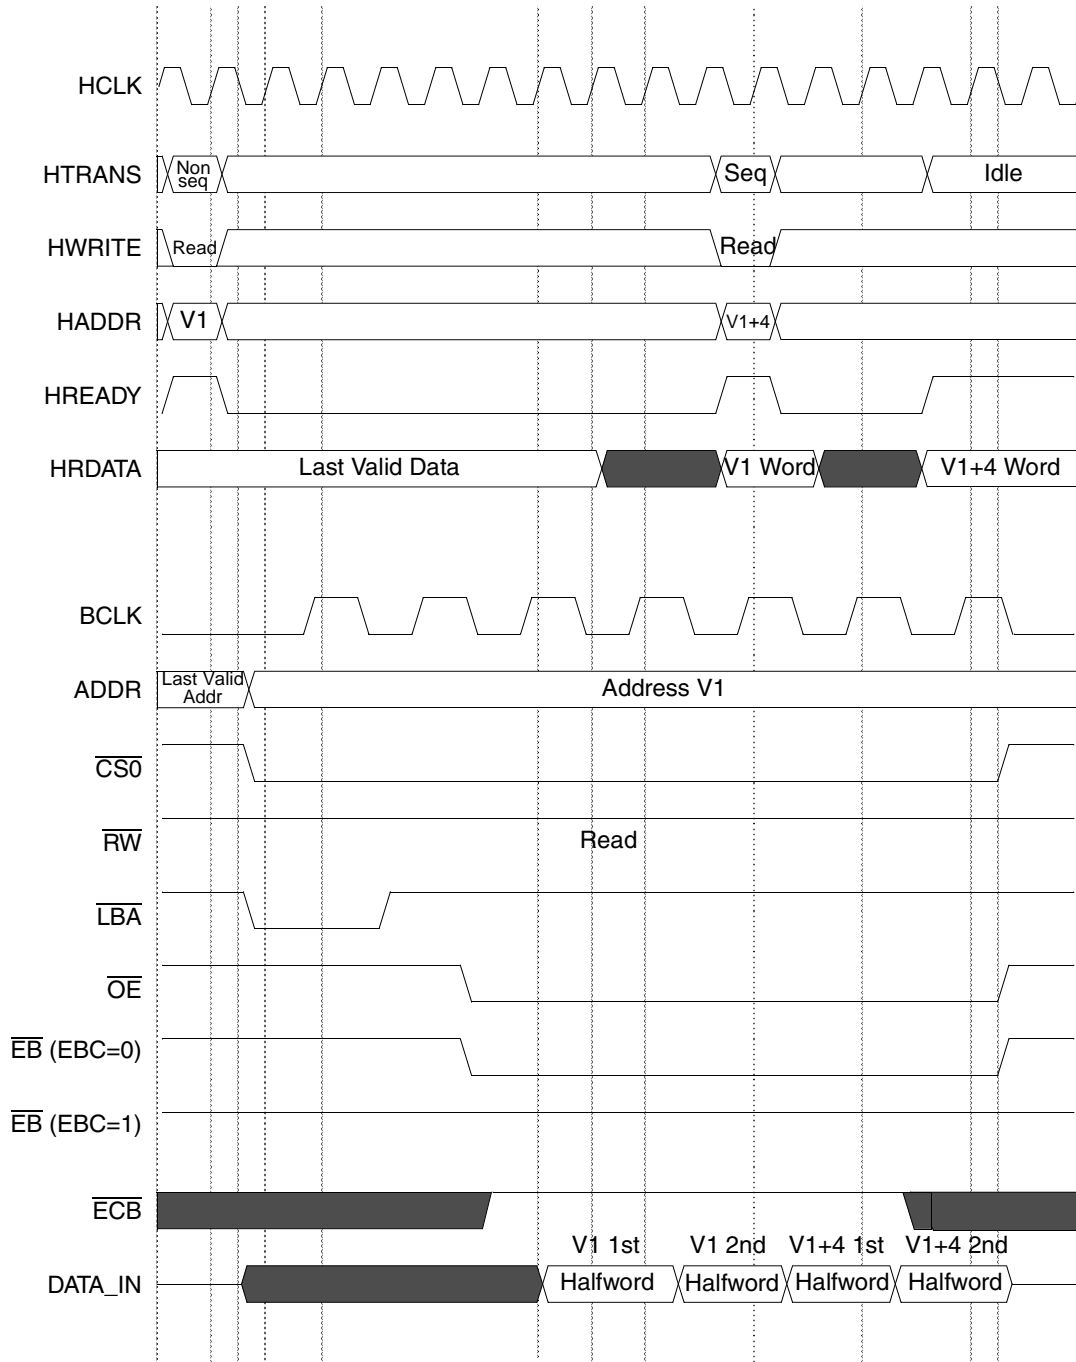 HCLK
HTRANS Non seq Seq Idle
HWRITE Read Read
HADDR V1 V1+4
HREADY
HRDATA Last Valid Data V1 Word V1+4 Word
BCLK
ADDR Last Valid Addr Address V1
CS0
RW Read
LBA
OE
EB (EBC=0)
EB (EBC=1)
ECB
V1 1st V1 2nd V1+4 1st V1+4 2nd
DATA_IN Halfword Halfword Halfword Halfword